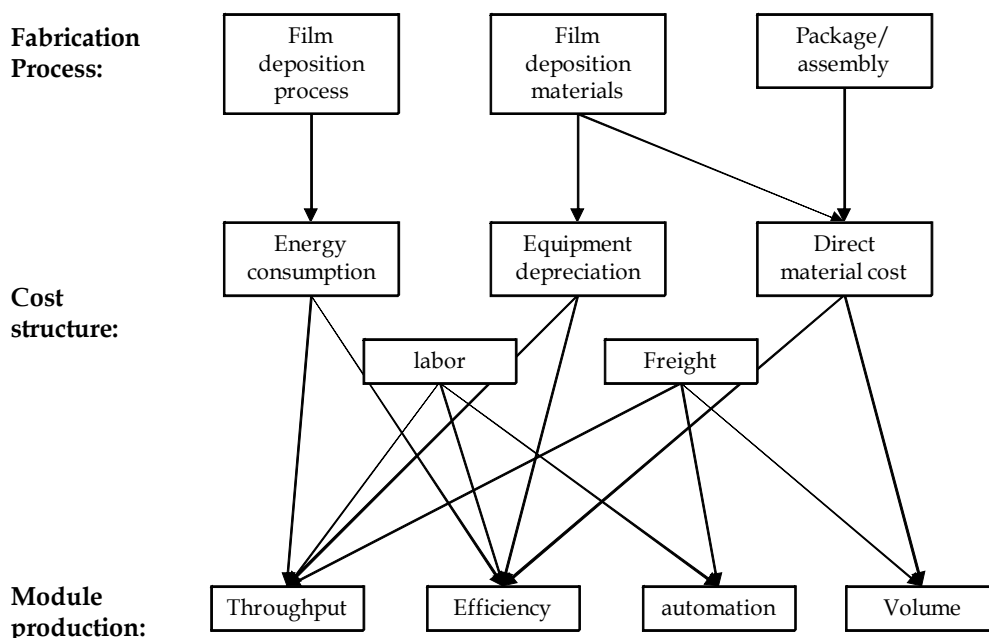 Fabrication
Process:
Film
deposition
process
Film
deposition
materials
Package/
assembly
Energy
consumption
Equipment
depreciation
Direct
material cost
Cost
structure:
labor
Freight
Module
production:
Throughput
Efficiency
automation
Volume